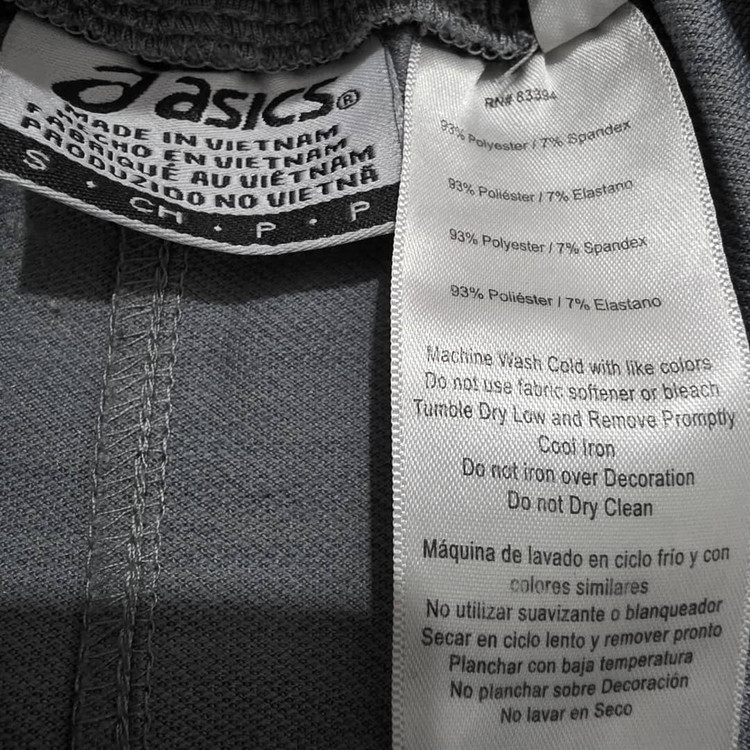 asics®
MADE IN VIETNAM
FABCHO EN VIETNAM
FABRIQUÉ AU VIÊTNAM
PRODUZIDO NO VIETNÃ
S · CH · P · P
RN# 83394
93% Polyester / 7% Spandex
93% Poliéster / 7% Elastano
93% Polyester / 7% Spandex
93% Poliéster / 7% Elastano
Machine Wash Cold with like colors
Do not use fabric softener or bleach
Tumble Dry Low and Remove Promptly
Cool Iron
Do not iron over Decoration
Do not Dry Clean
Máquina de lavado en ciclo frío y con
colores similares
No utilizar suavizante o blanqueador
Secar en ciclo lento y remover pronto
Planchar con baja temperatura
No planchar sobre Decoración
No lavar en Seco